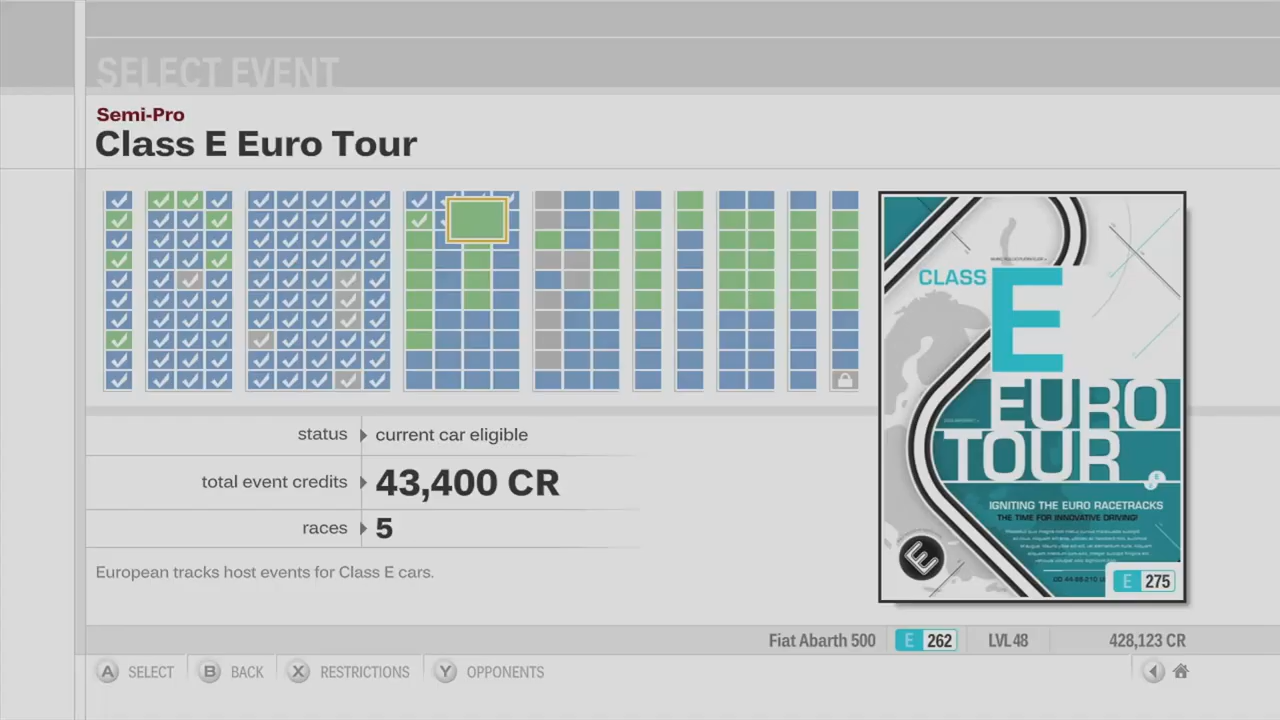 SELECT EVENT
Semi-Pro
Class E Euro Tour
CLASS
E
EURO
TOUR
IGNITING THE EURO RACETRACKS
THE TIME FOR INNOVATIVE DRIVING!
E
E 275
status
current car eligible
total event credits
43,400 CR
races
5
European tracks host events for Class E cars.
Fiat Abarth 500
E 262
LVL 48
428,123 CR
A SELECT
B BACK
X RESTRICTIONS
Y OPPONENTS